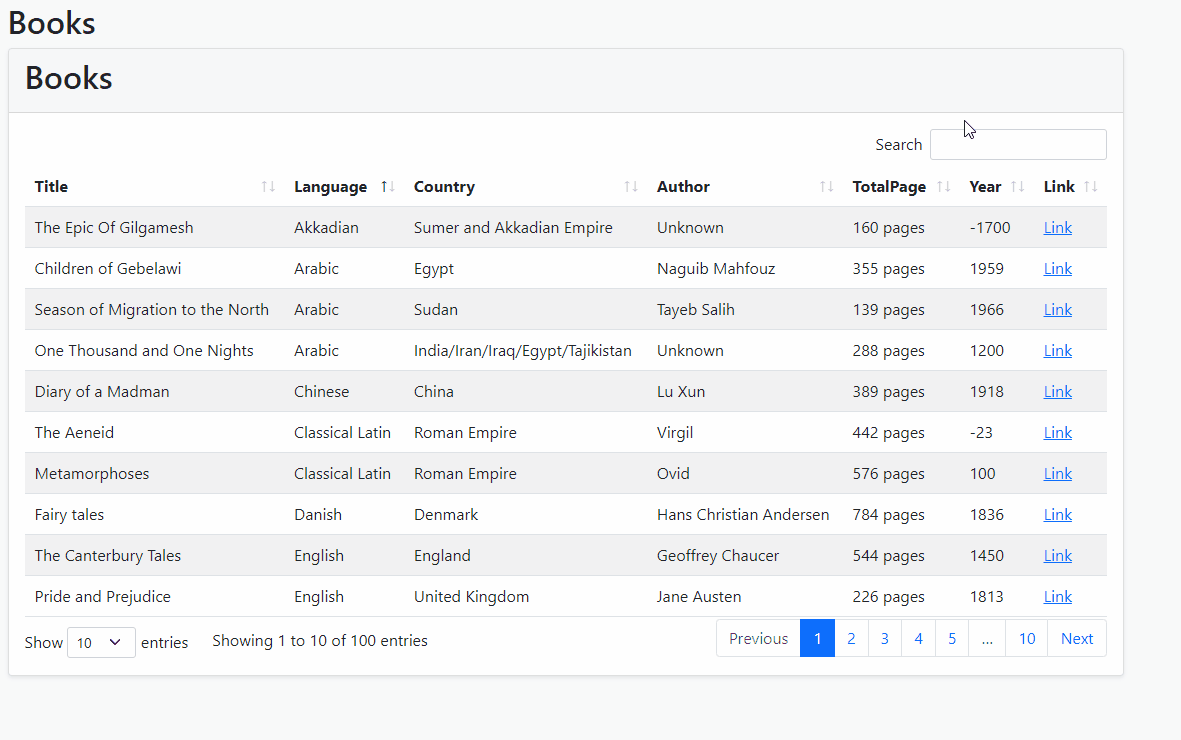 Books
Books
Search
Title Language Country Author TotalPage Year Link
The Epic Of Gilgamesh Akkadian Sumer and Akkadian Empire Unknown 160 pages -1700 Link
Children of Gebelawi Arabic Egypt Naguib Mahfouz 355 pages 1959 Link
Season of Migration to the North Arabic Sudan Tayeb Salih 139 pages 1966 Link
One Thousand and One Nights Arabic India/Iran/Iraq/Egypt/Tajikistan Unknown 288 pages 1200 Link
Diary of a Madman Chinese China Lu Xun 389 pages 1918 Link
The Aeneid Classical Latin Roman Empire Virgil 442 pages -23 Link
Metamorphoses Classical Latin Roman Empire Ovid 576 pages 100 Link
Fairy tales Danish Denmark Hans Christian Andersen 784 pages 1836 Link
The Canterbury Tales English England Geoffrey Chaucer 544 pages 1450 Link
Pride and Prejudice English United Kingdom Jane Austen 226 pages 1813 Link
Show 10 entries Showing 1 to 10 of 100 entries Previous 1 2 3 4 5 ... 10 Next